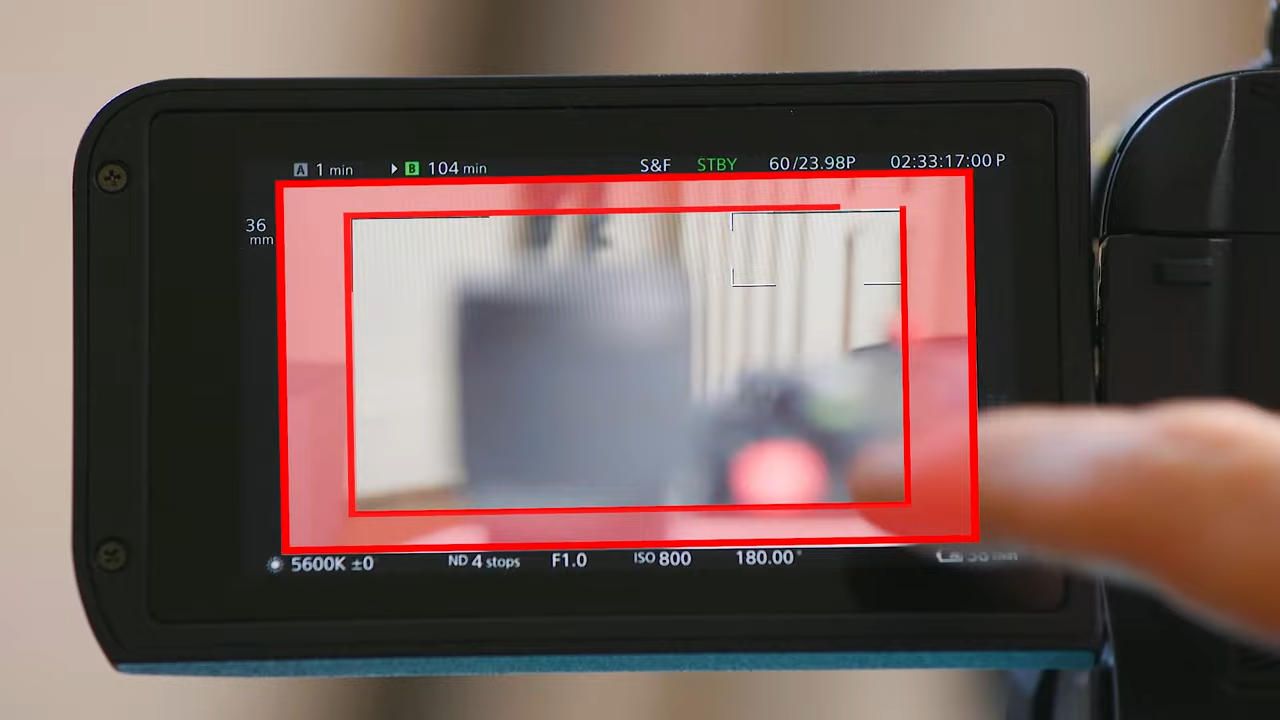 A 1 min B 104 min S&F STBY 60/23.98P 02:33:17:00 P
36
mm
5600K ±0 ND 4 stops F1.0 ISO 800 180.00° min